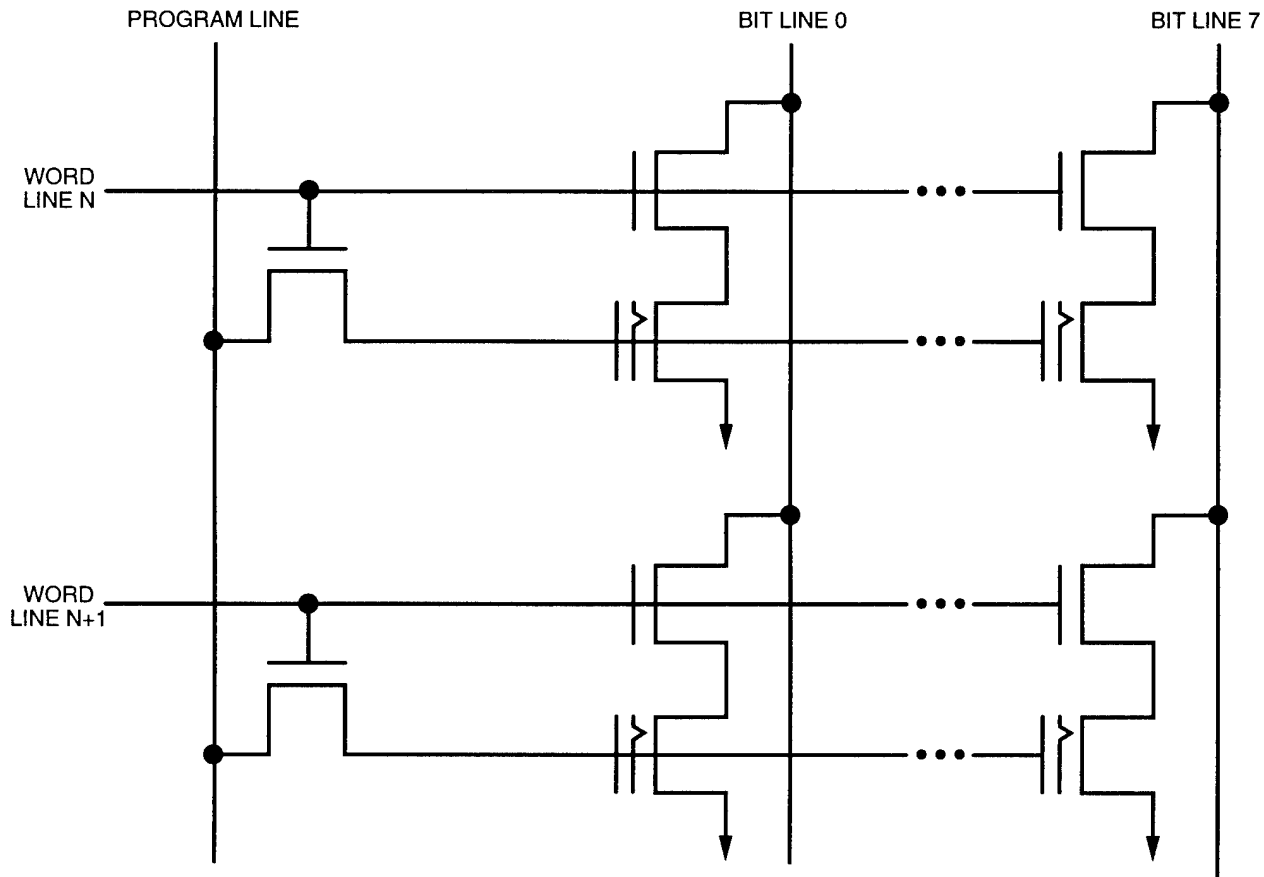 PROGRAM LINE
BIT LINE 0
BIT LINE 7
WORD
LINE N
WORD
LINE N+1